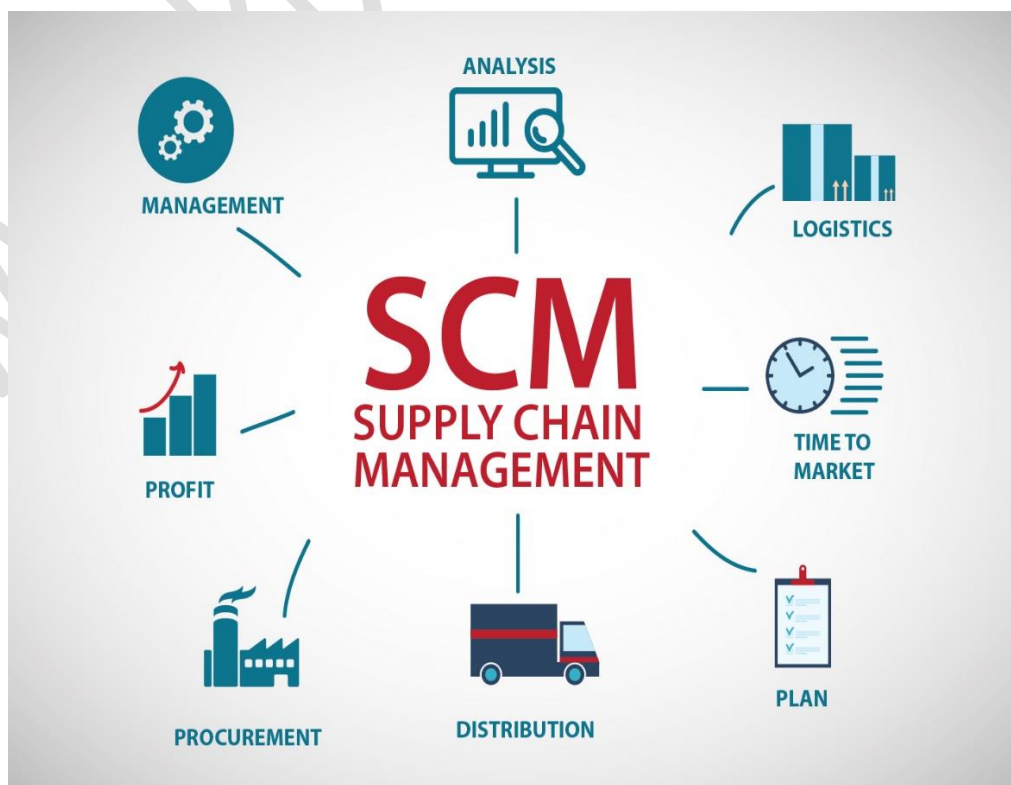 ANALYSIS
MANAGEMENT
LOGISTICS
SCM
SUPPLY CHAIN
MANAGEMENT
TIME TO
MARKET
PROFIT
PLAN
PROCUREMENT
DISTRIBUTION